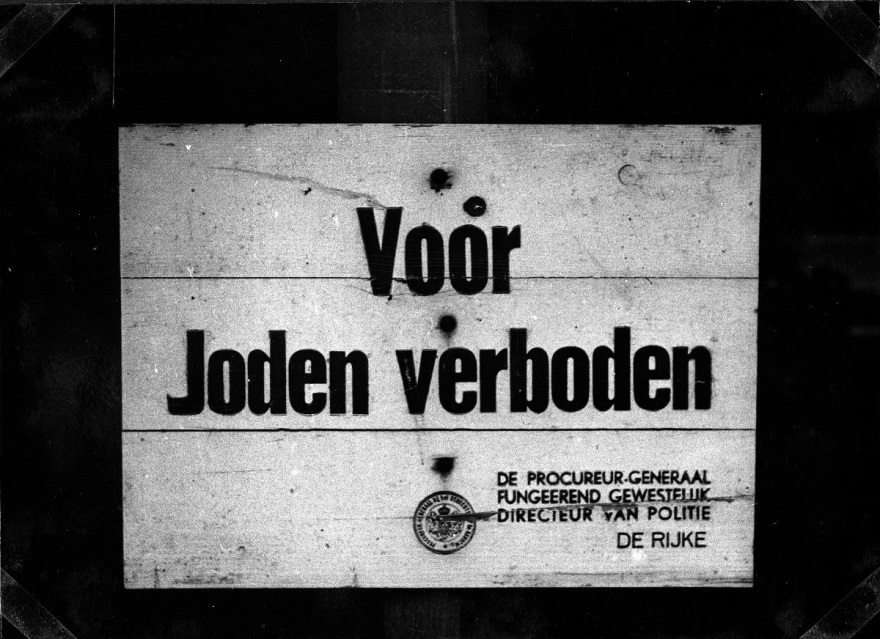 Voor
Joden verboden
DE PROCUREUR-GENERAAL
FUNGEEREND GEWESTELIJK
DIRECTEUR VAN POLITIE
DE RIJKE